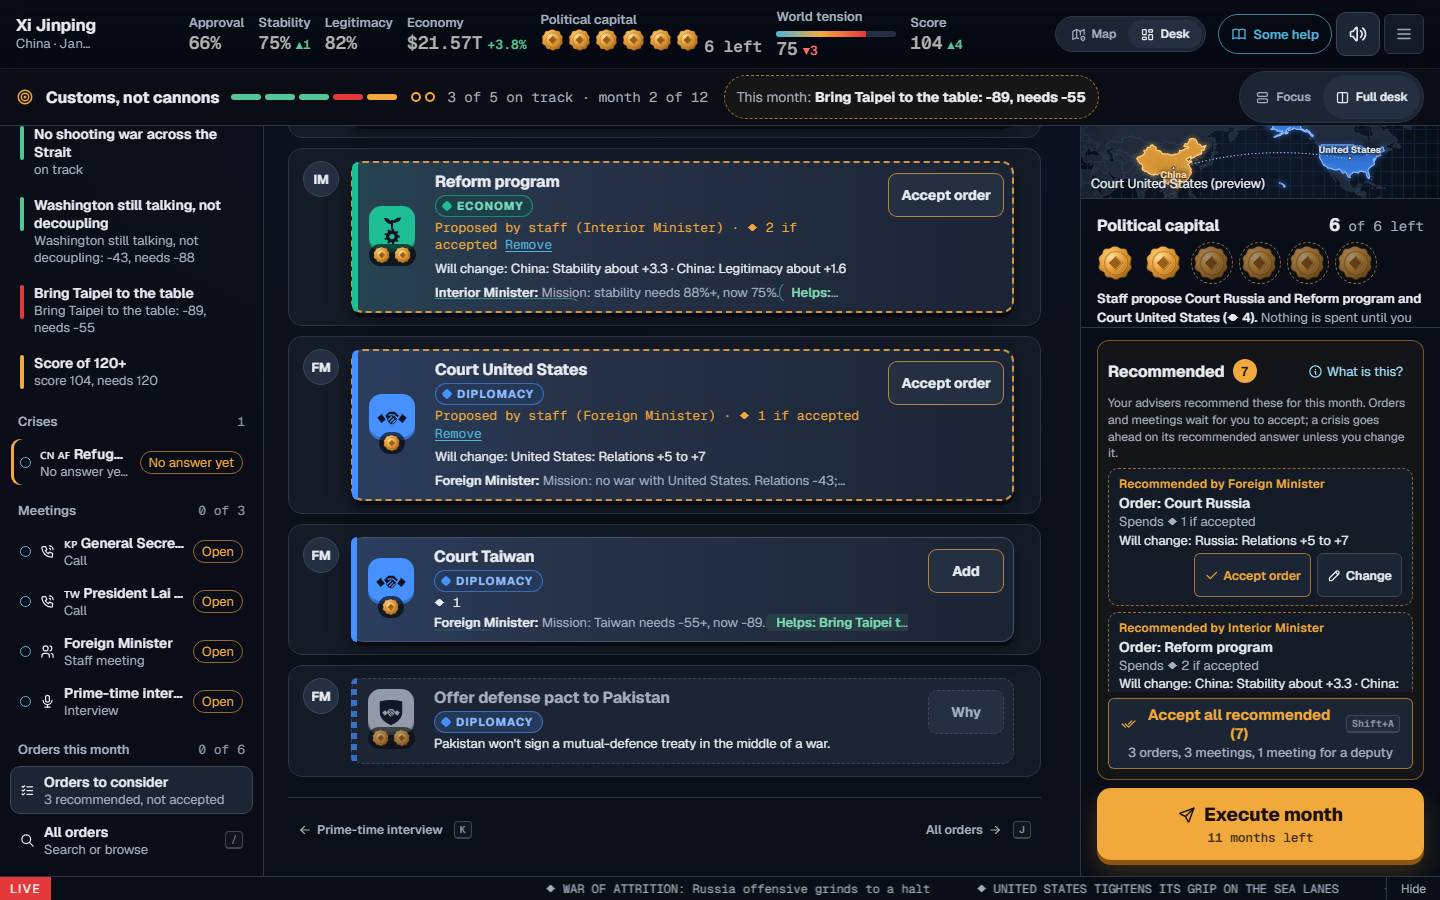 Xi Jinping
China · Jan…
Approval
66%
Stability
75% ▴1
Legitimacy
82%
Economy
$21.57T +3.8%
Political capital
6 left
World tension
75 ▾3
Score
104 ▴4
Map
Desk
Some help
Customs, not cannons
3 of 5 on track · month 2 of 12
This month: Bring Taipei to the table: -89, needs -55
Focus
Full desk
No shooting war across the
Strait
on track
Washington still talking, not
decoupling
Washington still talking, not
decoupling: -43, needs -88
Bring Taipei to the table
Bring Taipei to the table: -89,
needs -55
Score of 120+
score 104, needs 120
Crises
1
CN AF Refug…
No answer ye…
No answer yet
Meetings
0 of 3
KP General Secre…
Call
Open
TW President Lai …
Call
Open
Foreign Minister
Staff meeting
Open
Prime-time inter…
Interview
Open
Orders this month
0 of 6
Orders to consider
3 recommended, not accepted
All orders
Search or browse
/
IM
Reform program
ECONOMY
Proposed by staff (Interior Minister) · ◆ 2 if
accepted Remove
Will change: China: Stability about +3.3 · China: Legitimacy about +1.6
Interior Minister: Mission: stability needs 88%+, now 75%. Helps:…
Accept order
FM
Court United States
DIPLOMACY
Proposed by staff (Foreign Minister) · ◆ 1 if accepted
Remove
Will change: United States: Relations +5 to +7
Foreign Minister: Mission: no war with United States. Relations -43;…
Accept order
FM
Court Taiwan
DIPLOMACY
◆ 1
Foreign Minister: Mission: Taiwan needs -55+, now -89. Helps: Bring Taipei t…
Add
FM
Offer defense pact to Pakistan
DIPLOMACY
Pakistan won't sign a mutual-defence treaty in the middle of a war.
Why
← Prime-time interview
K
All orders →
J
China
United States
Court United States (preview)
Political capital
6 of 6 left
Staff propose Court Russia and Reform program and
Court United States (◆ 4). Nothing is spent until you
Recommended
7
What is this?
Your advisers recommend these for this month. Orders
and meetings wait for you to accept; a crisis goes
ahead on its recommended answer unless you change
it.
Recommended by Foreign Minister
Order: Court Russia
Spends ◆ 1 if accepted
Will change: Russia: Relations +5 to +7
Accept order
Change
Recommended by Interior Minister
Order: Reform program
Spends ◆ 2 if accepted
Will change: China: Stability about +3.3 · China:
Accept all recommended
(7)
Shift+A
3 orders, 3 meetings, 1 meeting for a deputy
Execute month
11 months left
LIVE
◆ WAR OF ATTRITION: Russia offensive grinds to a halt
◆ UNITED STATES TIGHTENS ITS GRIP ON THE SEA LANES
Hide